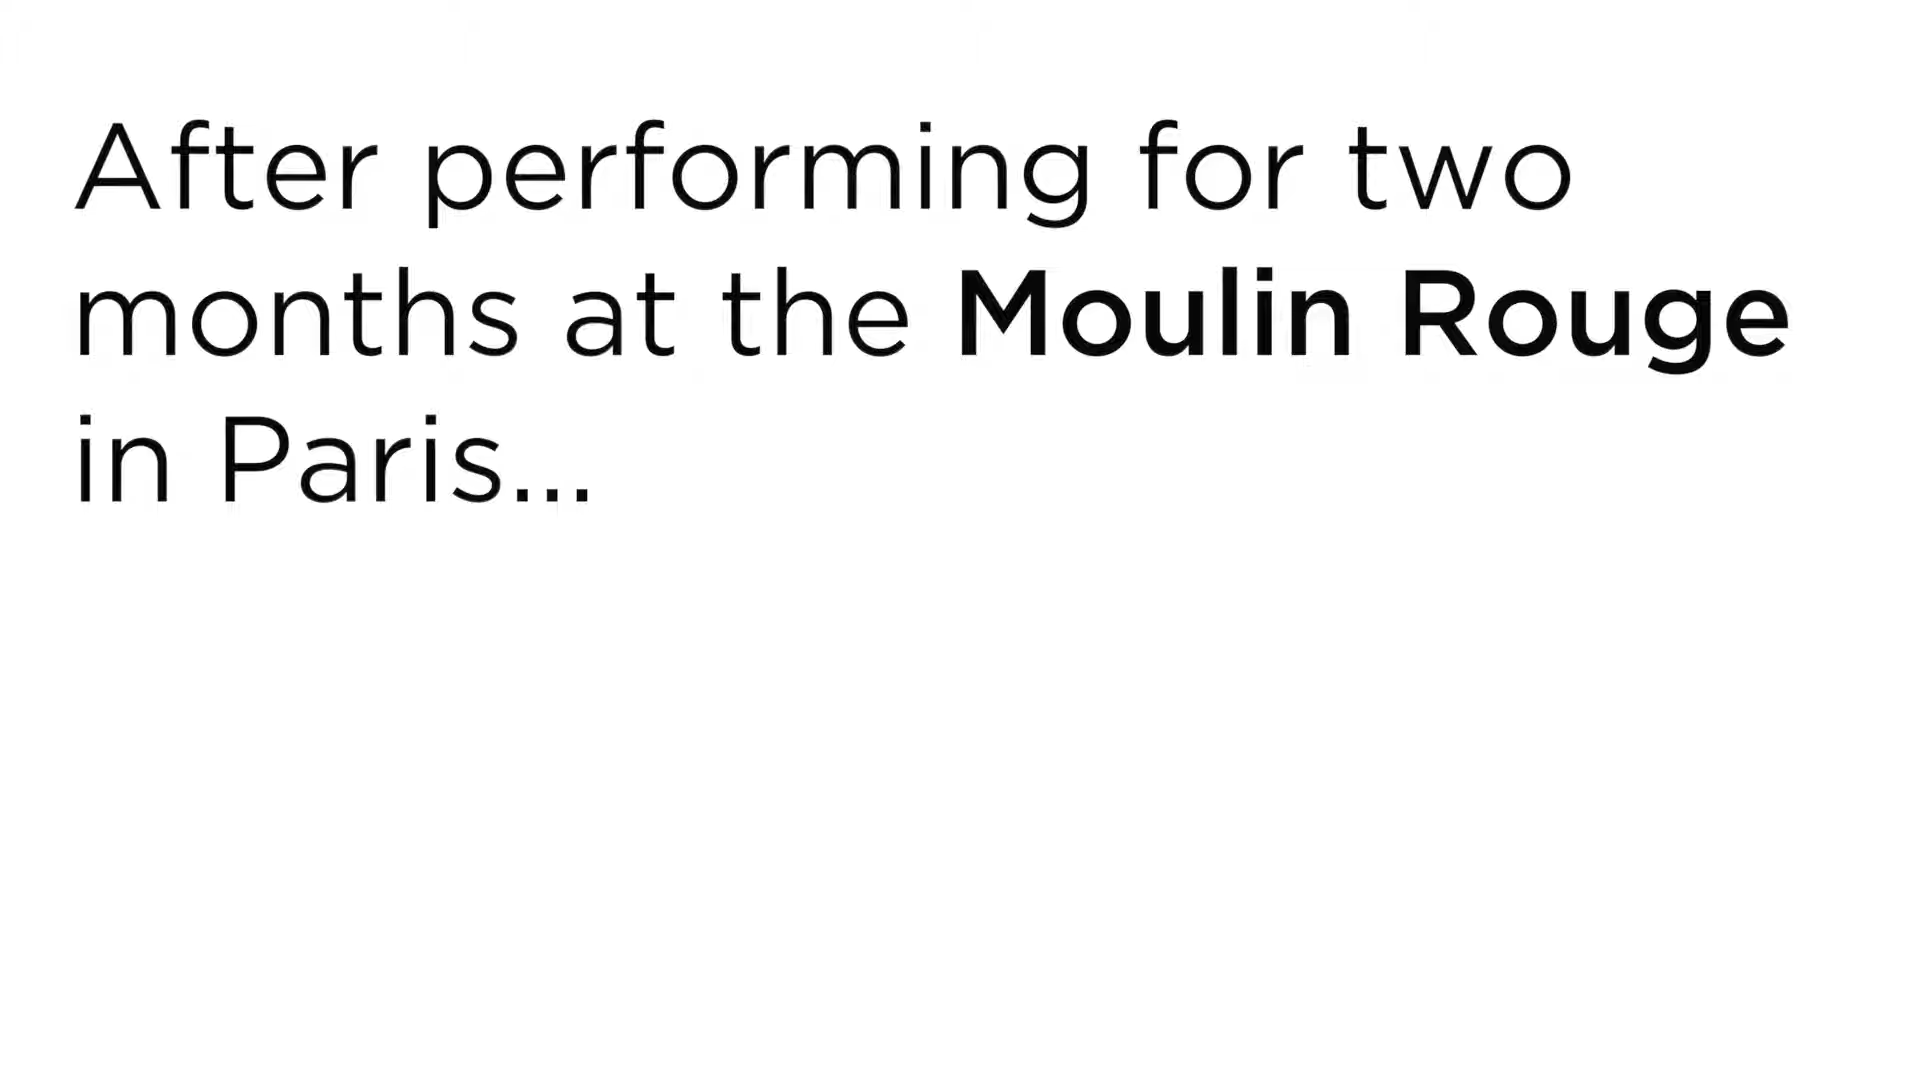 After performing for two
months at the Moulin Rouge
in Paris...